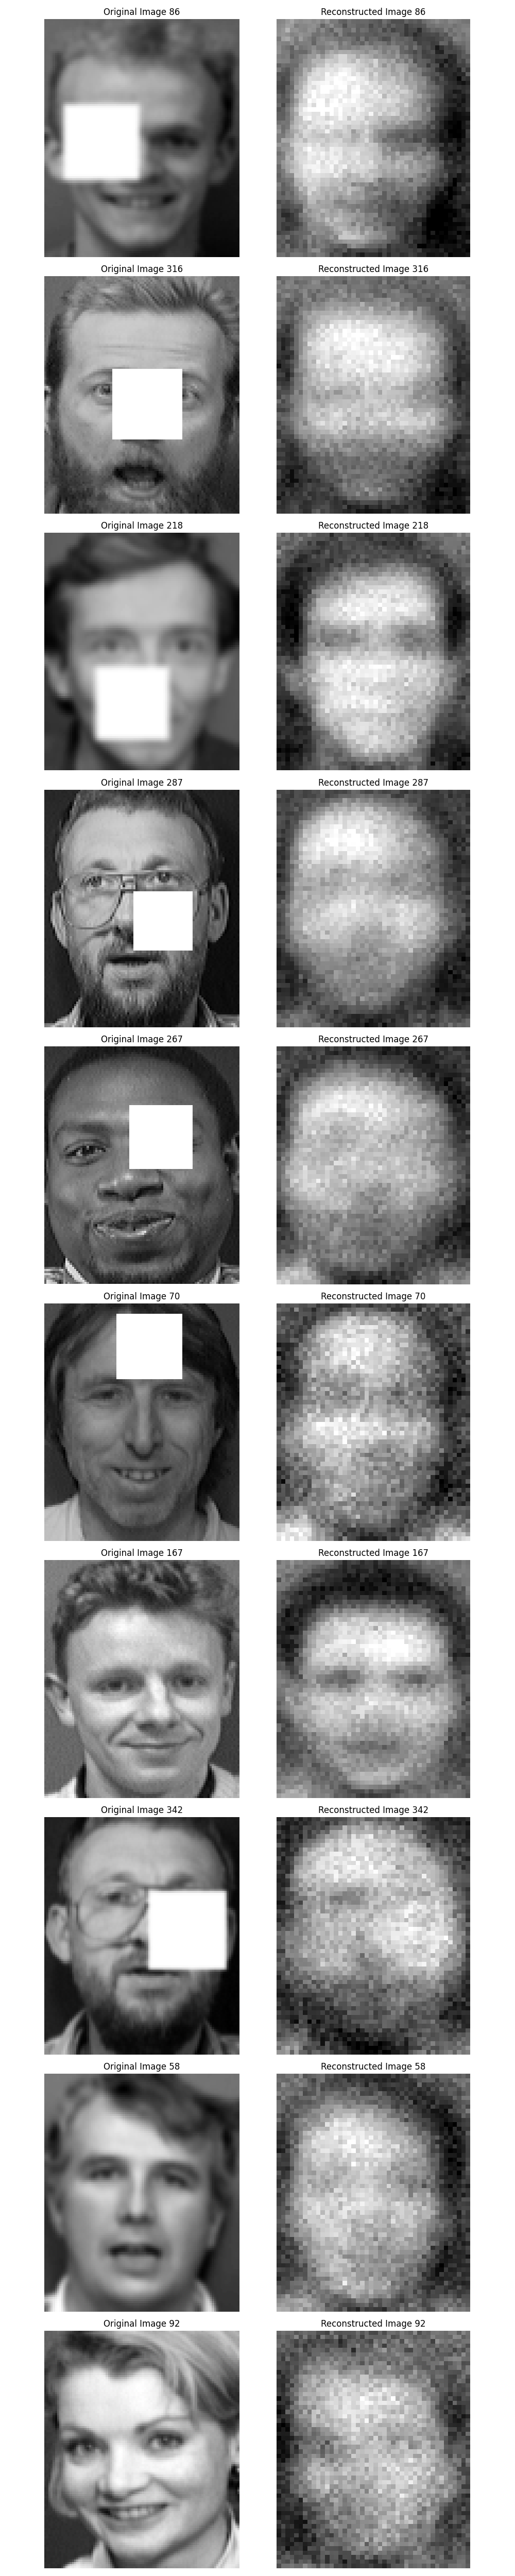 Original Image 86
Reconstructed Image 86
Original Image 316
Reconstructed Image 316
Original Image 218
Reconstructed Image 218
Original Image 287
Reconstructed Image 287
Original Image 267
Reconstructed Image 267
Original Image 70
Reconstructed Image 70
Original Image 167
Reconstructed Image 167
Original Image 342
Reconstructed Image 342
Original Image 58
Reconstructed Image 58
Original Image 92
Reconstructed Image 92